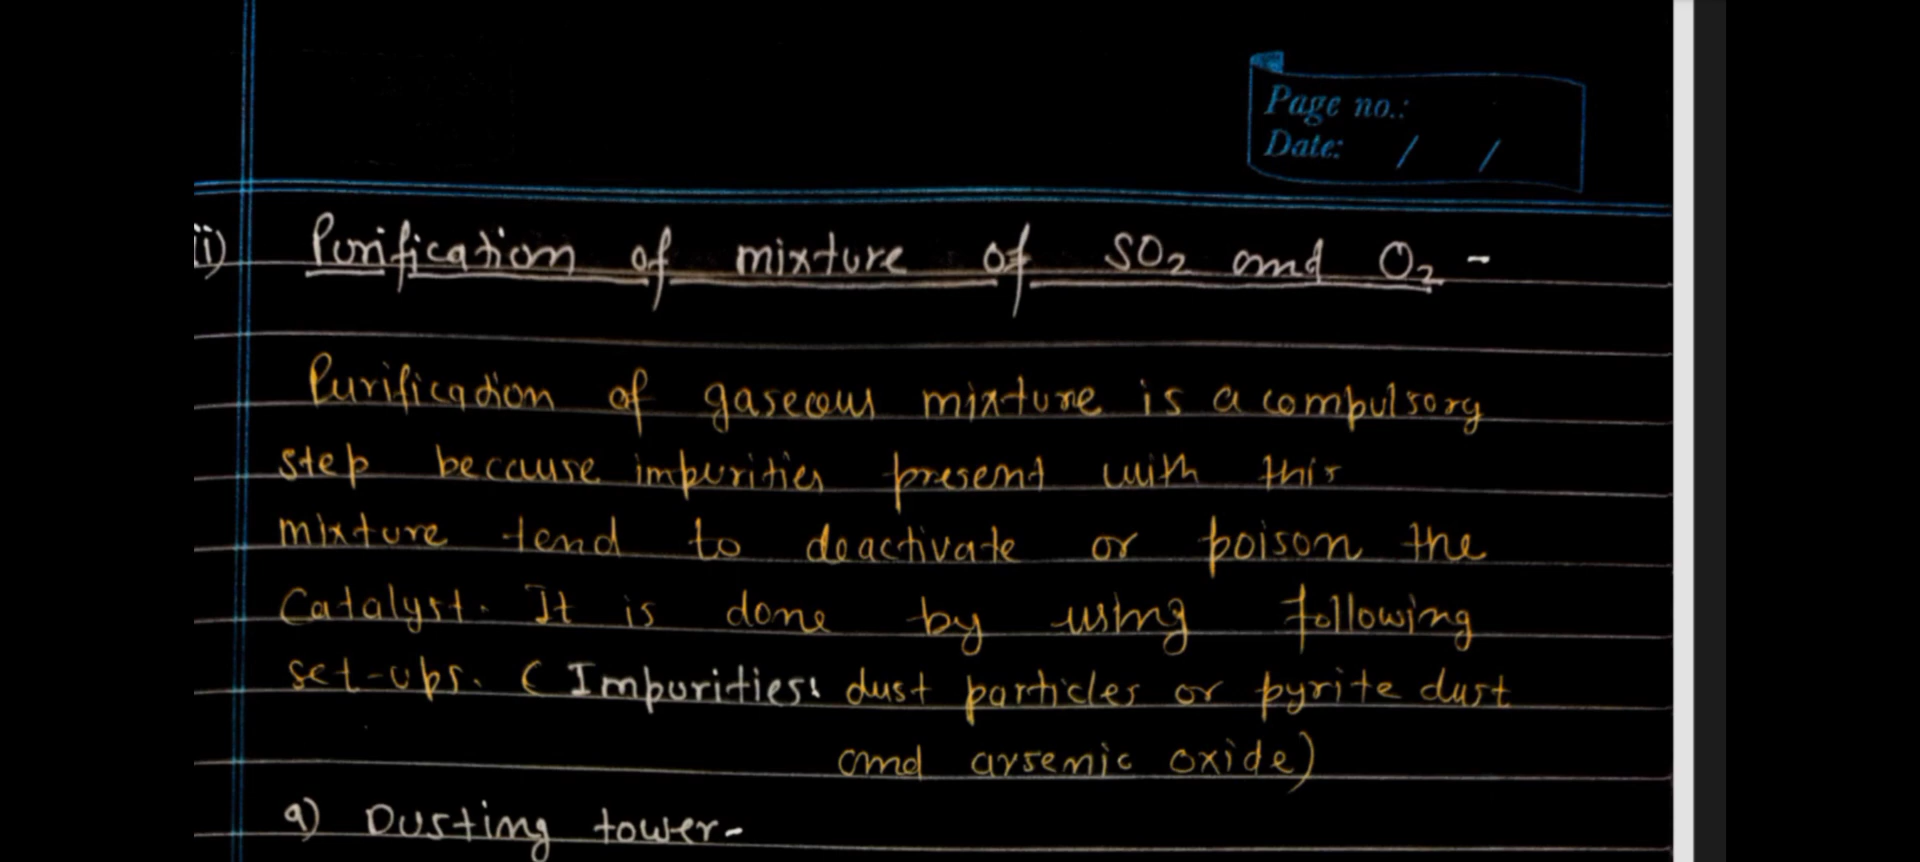 Page no.:
Date: / /
ii) Purification of mixture of SO₂ and O₂ -
Purification of gaseous mixture is a compulsory
step because impurities present with this
mixture tend to deactivate or poison the
Catalyst. It is done by using following
set-ups. ( Impurities: dust particles or pyrite dust
and arsenic oxide)
a) Dusting tower-